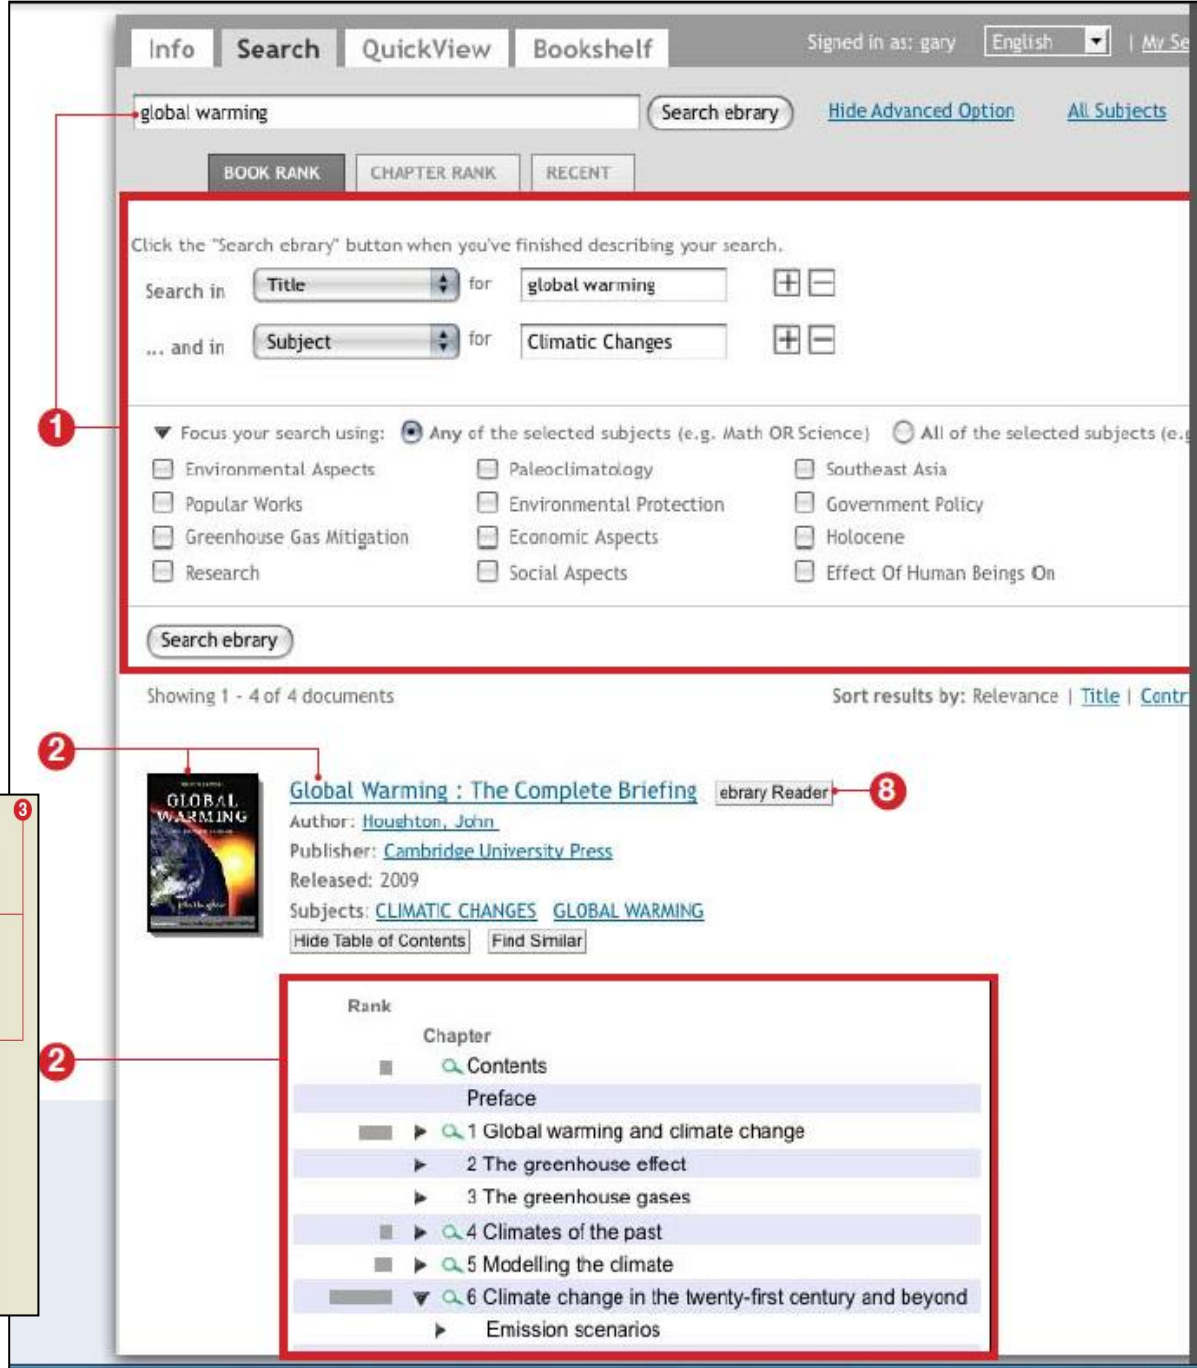 Info Search QuickView Bookshelf Signed in as: gary English | My Se
global warming Search ebrary Hide Advanced Option All Subjects
BOOK RANK CHAPTER RANK RECENT
Click the "Search ebrary" button when you've finished describing your search.
Search in Title for global warming
... and in Subject for Climatic Changes
1
Focus your search using: Any of the selected subjects (e.g. Math OR Science) All of the selected subjects (e.g
Environmental Aspects Paleoclimatology Southeast Asia
Popular Works Environmental Protection Government Policy
Greenhouse Gas Mitigation Economic Aspects Holocene
Research Social Aspects Effect Of Human Beings On
Search ebrary
Showing 1 - 4 of 4 documents Sort results by: Relevance | Title | Contr
2
GLOBAL
WARMING
Global Warming : The Complete Briefing ebrary Reader 8
3
Author: Houghton, John
Publisher: Cambridge University Press
Released: 2009
Subjects: CLIMATIC CHANGES GLOBAL WARMING
Hide Table of Contents Find Similar
Rank
Chapter
2
Contents
Preface
1 Global warming and climate change
2 The greenhouse effect
3 The greenhouse gases
4 Climates of the past
5 Modelling the climate
6 Climate change in the twenty-first century and beyond
Emission scenarios